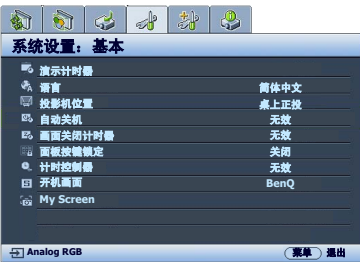 系统设置：基本
演示计时器
语言 简体中文
投影机位置 桌上正投
自动关机 无效
画面关闭计时器 无效
面板按键锁定 关闭
计时控制器 无效
开机画面 BenQ
My Screen
Analog RGB 菜单 退出